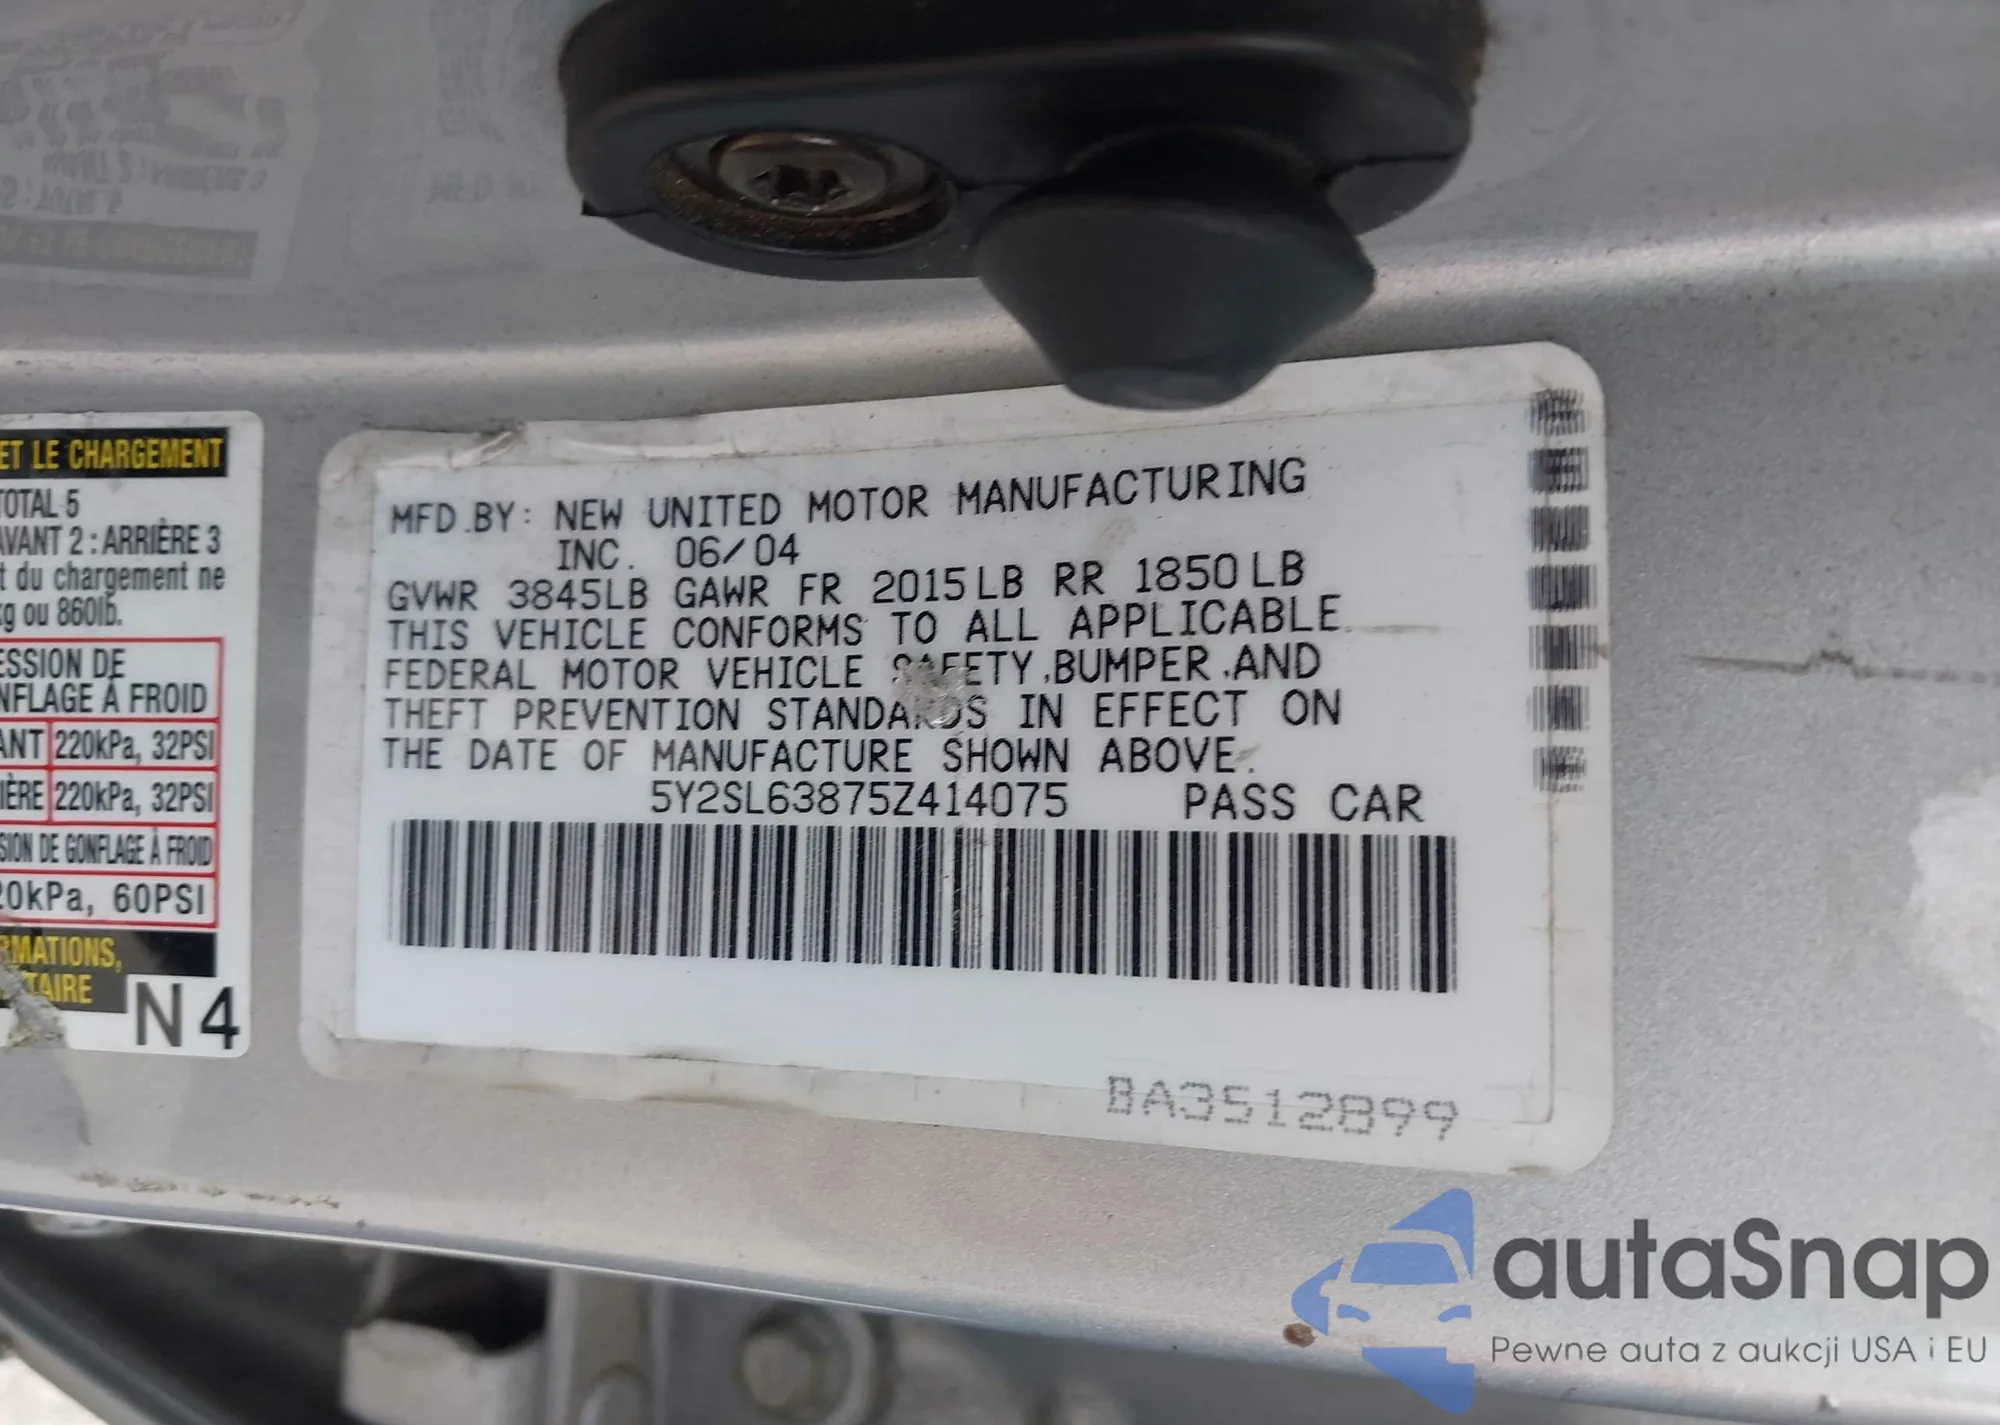 ET LE CHARGEMENT
TOTAL 5
AVANT 2 : ARRIÈRE 3
t du chargement ne
kg ou 860lb.
ESSION DE
NFLAGE À FROID
ANT 220kPa, 32PSI
IÈRE 220kPa, 32PSI
SION DE GONFLAGE À FROID
20kPa, 60PSI
RMATIONS,
TAIRE
N4
MFD.BY: NEW UNITED MOTOR MANUFACTURING
INC. 06/04
GVWR 3845LB GAWR FR 2015LB RR 1850LB
THIS VEHICLE CONFORMS TO ALL APPLICABLE
FEDERAL MOTOR VEHICLE SAFETY,BUMPER,AND
THEFT PREVENTION STANDARDS IN EFFECT ON
THE DATE OF MANUFACTURE SHOWN ABOVE.
5Y2SL63875Z414075 PASS CAR
BA3512899
autaSnap
Pewne auta z aukcji USA i EU